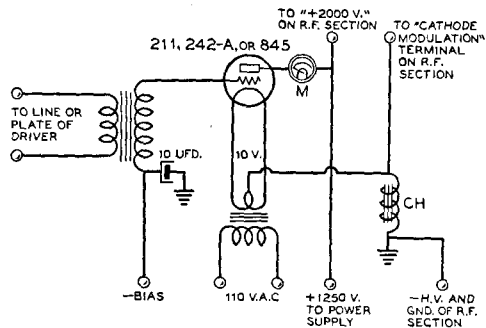 TO "+2000 V."
ON R.F. SECTION
TO "CATHODE
MODULATION"
TERMINAL
ON R.F.
SECTION
211, 242-A, OR 845
M
TO LINE OR
PLATE OF
DRIVER
10 UFD.
10 V.
CH
-BIAS
110 V.A.C
+1250 V.
TO POWER
SUPPLY
-H.V. AND
GND. OF R.F.
SECTION